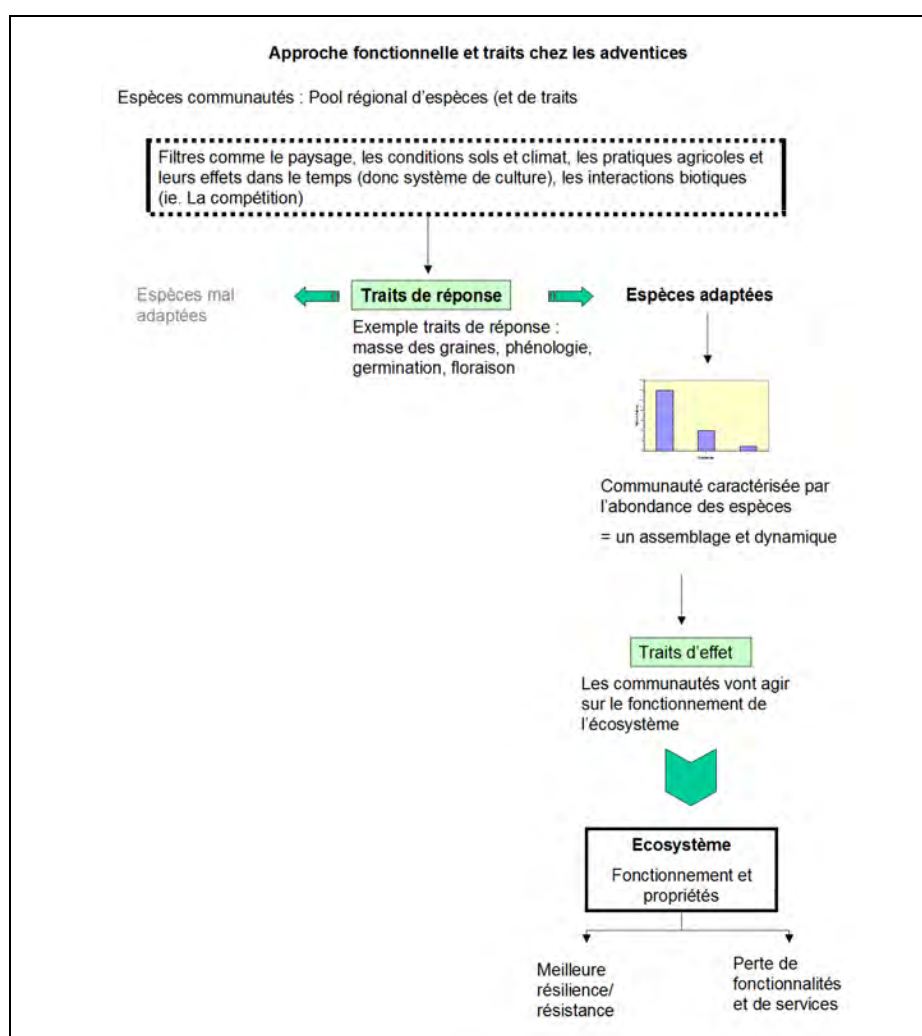 Approche fonctionnelle et traits chez les adventices
Espèces communautés : Pool régional d'espèces (et de traits
Filtres comme le paysage, les conditions sols et climat, les pratiques agricoles et
leurs effets dans le temps (donc système de culture), les interactions biotiques
(ie. La compétition)
Espèces mal
adaptées
Traits de réponse
Espèces adaptées
Exemple traits de réponse :
masse des graines, phénologie,
germination, floraison
Communauté caractérisée par
l'abondance des espèces
= un assemblage et dynamique
Traits d'effet
Les communautés vont agir
sur le fonctionnement de
l'écosystème
Ecosystème
Fonctionnement et
propriétés
Meilleure
résilience/
résistance
Perte de
fonctionnalités
et de services